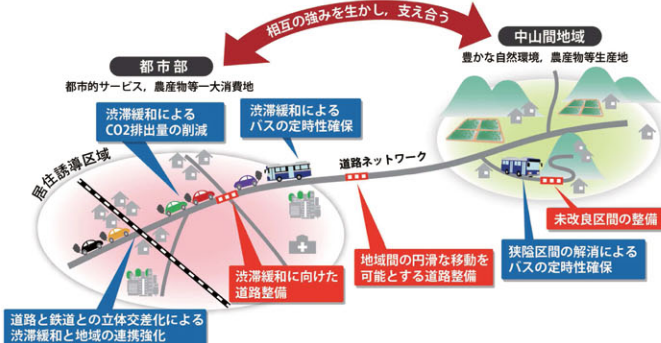 相互の強みを生かし，支え合う
都市部
都市的サービス，農産物等一大消費地
中山間地域
豊かな自然環境，農産物等生産地
渋滞緩和による
CO2排出量の削減
渋滞緩和による
バスの定時性確保
居住誘導区域
道路ネットワーク
未改良区間の整備
渋滞緩和に向けた
道路整備
地域間の円滑な移動を
可能とする道路整備
狭隘区間の解消による
バスの定時性確保
道路と鉄道との立体交差化による
渋滞緩和と地域の連携強化